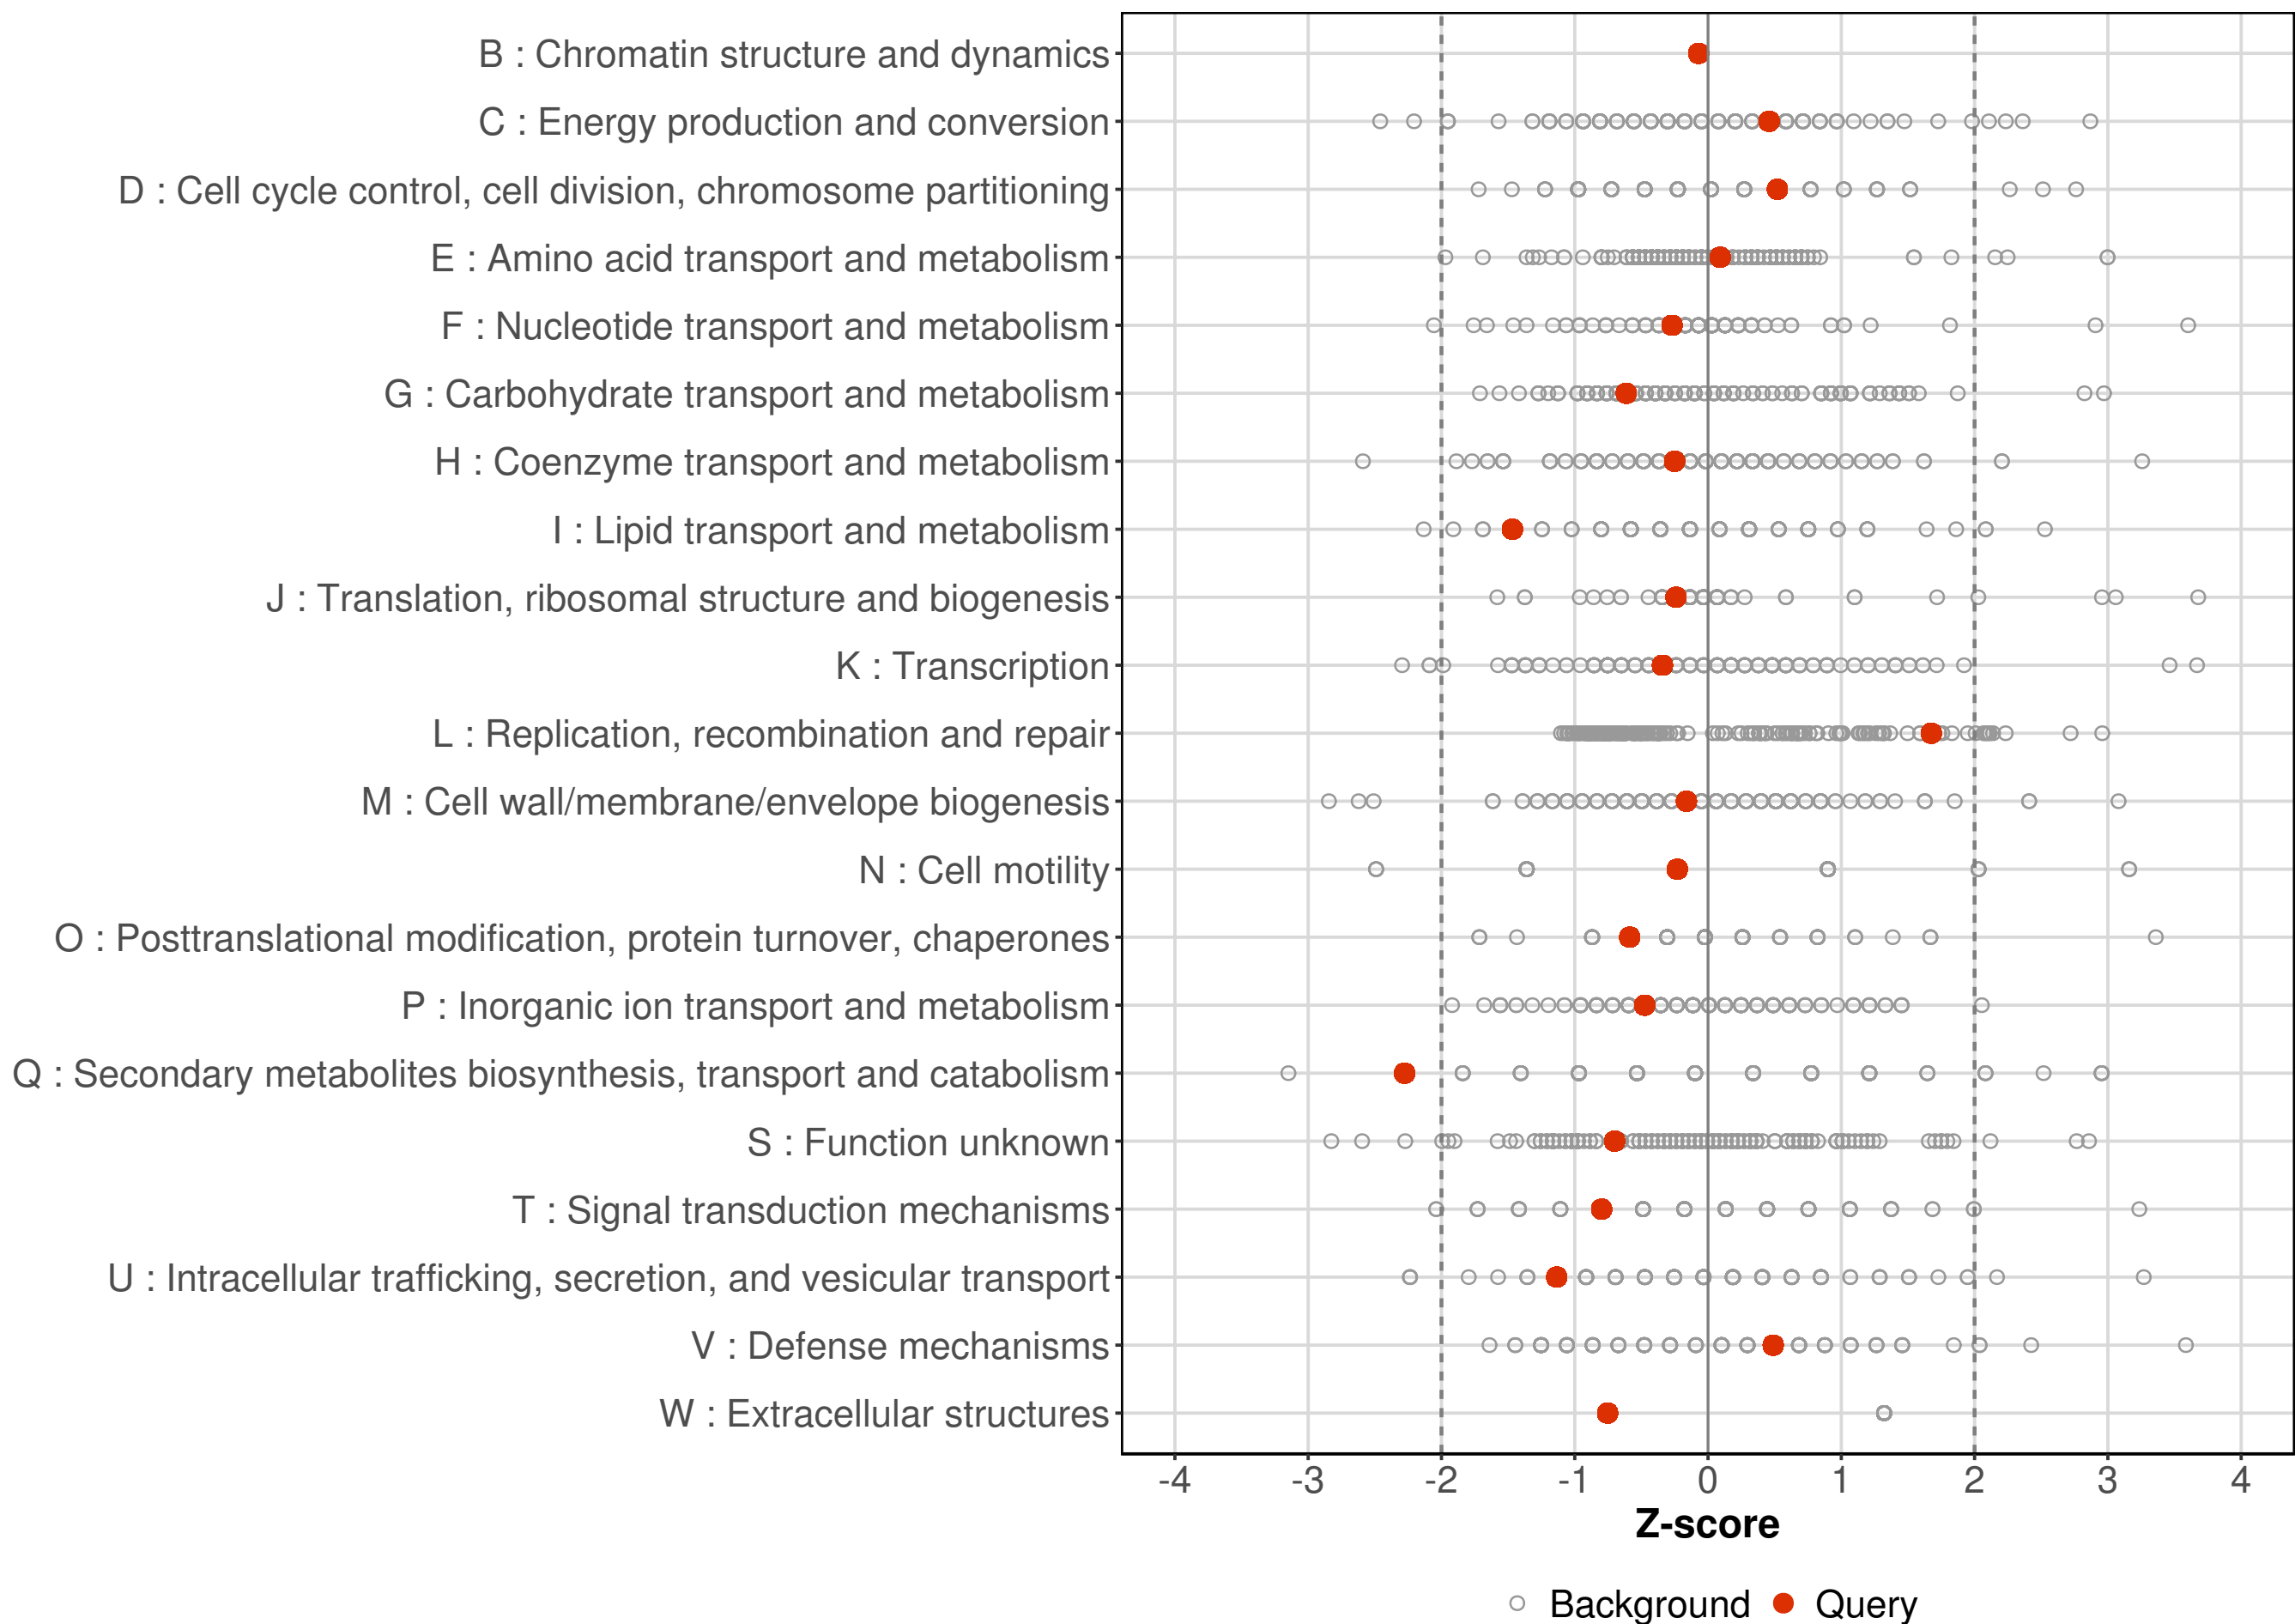 B : Chromatin structure and dynamics
C : Energy production and conversion
D : Cell cycle control, cell division, chromosome partitioning
E : Amino acid transport and metabolism
F : Nucleotide transport and metabolism
G : Carbohydrate transport and metabolism
H : Coenzyme transport and metabolism
I : Lipid transport and metabolism
J : Translation, ribosomal structure and biogenesis
K : Transcription
L : Replication, recombination and repair
M : Cell wall/membrane/envelope biogenesis
N : Cell motility
O : Posttranslational modification, protein turnover, chaperones
P : Inorganic ion transport and metabolism
Q : Secondary metabolites biosynthesis, transport and catabolism
S : Function unknown
T : Signal transduction mechanisms
U : Intracellular trafficking, secretion, and vesicular transport
V : Defense mechanisms
W : Extracellular structures
-4 -3 -2 -1 0 1 2 3 4
Z-score
Background Query